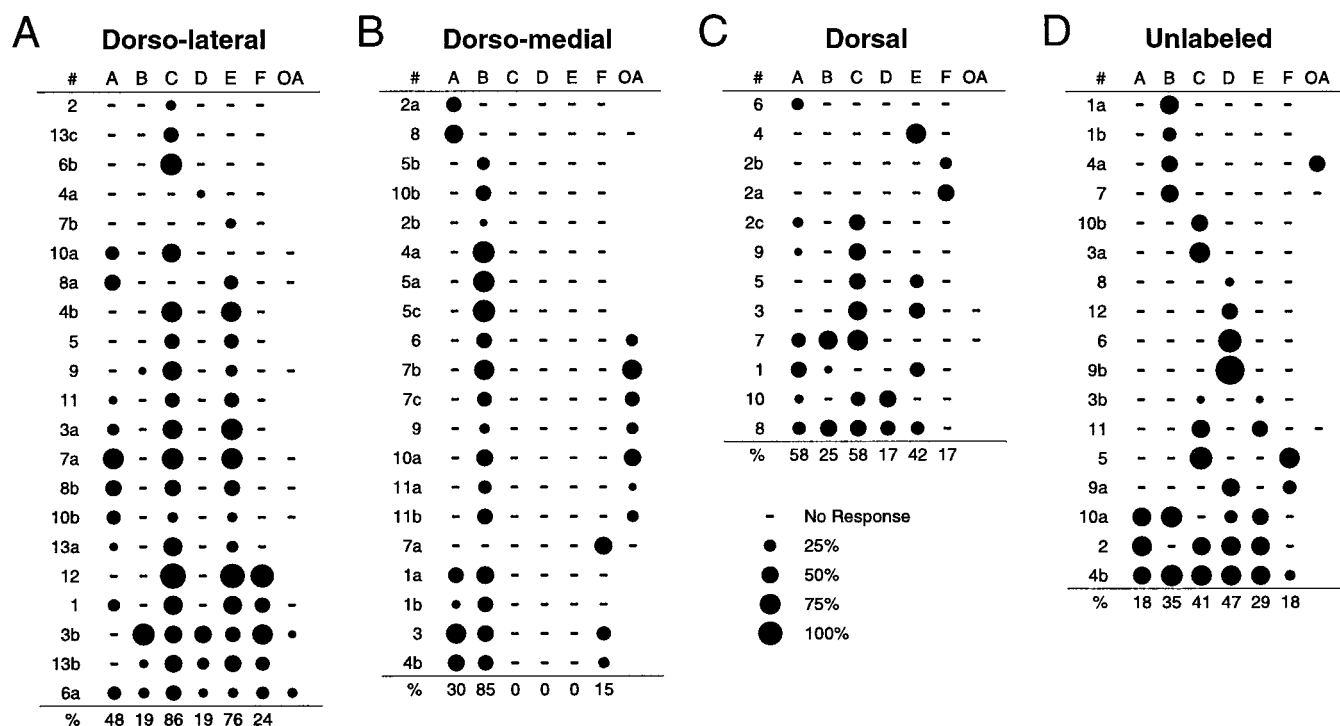 A Dorso-lateral
# A B C D E F OA
2
13c
6b
4a
7b
10a
8a
4b
5
9
11
3a
7a
8b
10b
13a
12
1
3b
13b
6a
% 48 19 86 19 76 24
B Dorso-medial
# A B C D E F OA
2a
8
5b
10b
2b
4a
5a
5c
6
7b
7c
9
10a
11a
11b
7a
1a
1b
3
4b
% 30 85 0 0 0 15
C Dorsal
# A B C D E F OA
6
4
2b
2a
2c
9
5
3
7
1
10
8
% 58 25 58 17 42 17
- No Response
25%
50%
75%
100%
D Unlabeled
# A B C D E F OA
1a
1b
4a
7
10b
3a
8
12
6
9b
3b
11
5
9a
10a
2
4b
% 18 35 41 47 29 18